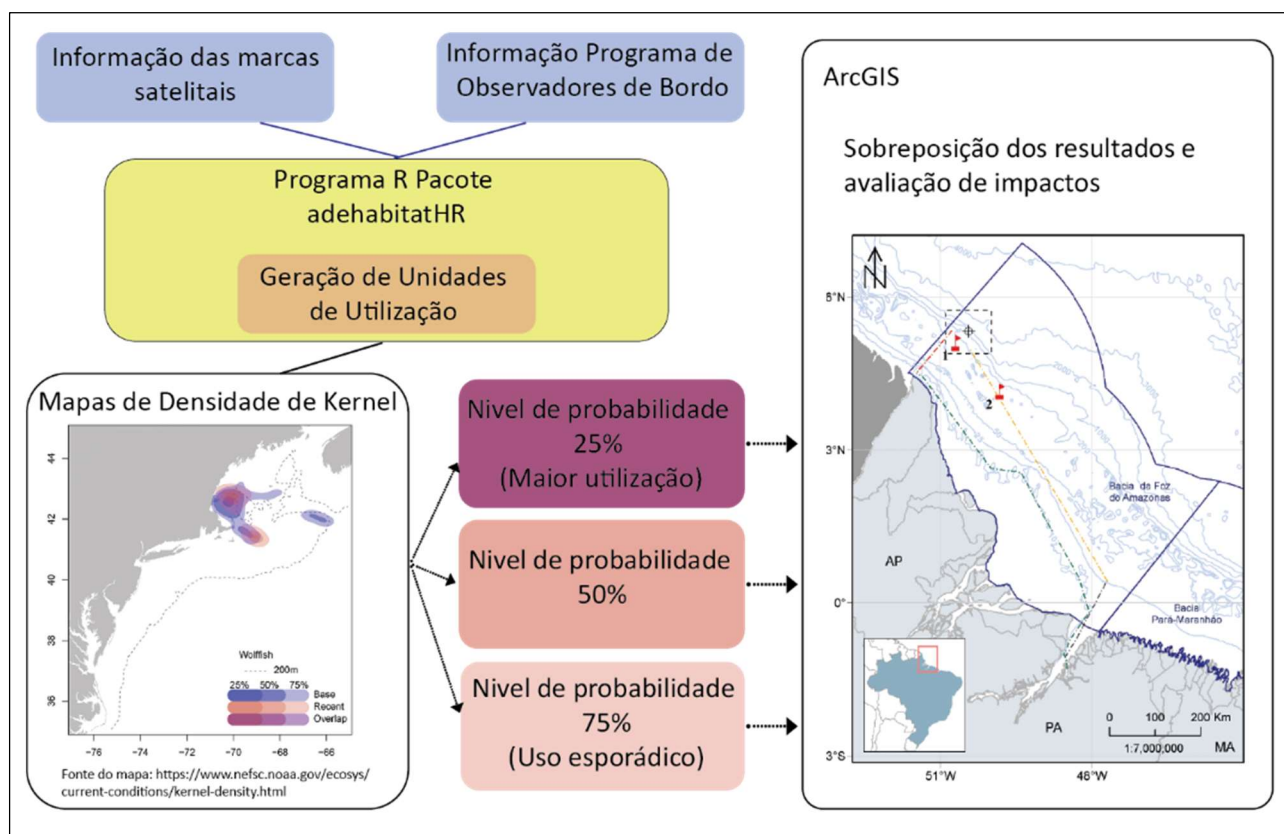 Informação das marcas
satelitais
Informação Programa de
Observadores de Bordo
Programa R Pacote
adehabitatHR
Geração de Unidades
de Utilização
Mapas de Densidade de Kernel
44
42
40
38
36
Wolffish
200m
25% 50% 75%
Base
Recent
Overlap
−76 −74 −72 −70 −68 −66
Fonte do mapa: https://www.nefsc.noaa.gov/ecosys/
current-conditions/kernel-density.html
Nivel de probabilidade
25%
(Maior utilização)
Nivel de probabilidade
50%
Nivel de probabilidade
75%
(Uso esporádico)
ArcGIS
Sobreposição dos resultados e
avaliação de impactos
N
1
2
3°N
Bacia da Foz
do Amazonas
AP
0°
Bacia
Pará-Maranhão
PA
0 100 200 Km
1:7,000,000
MA
3°S
51°W 48°W